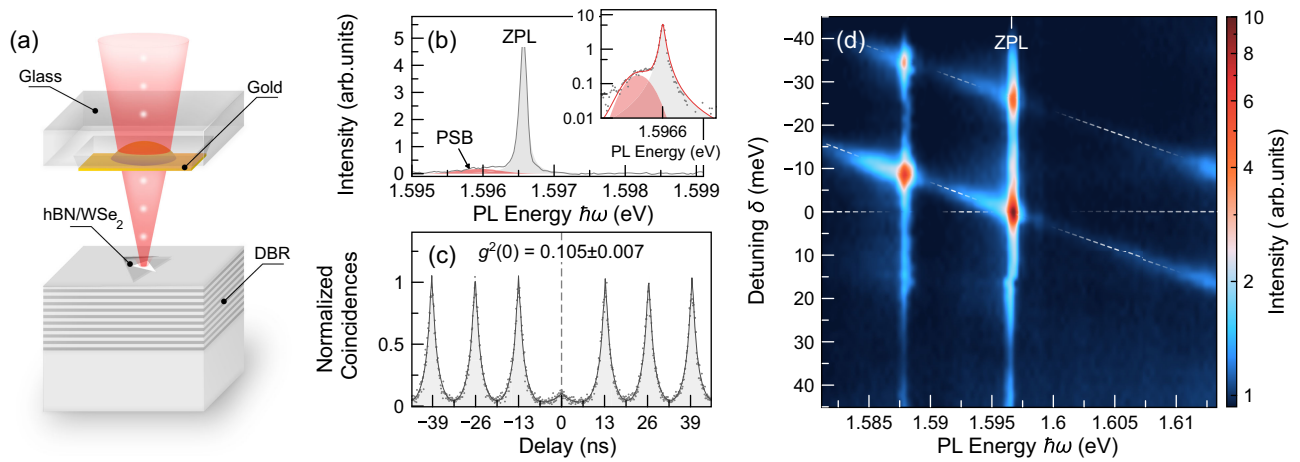 (a)
Glass
Gold
hBN/WSe₂
DBR
(b)
ZPL
PSB
Intensity (arb.units)
5
4
3
2
1
0
1.595
1.596
1.597
1.598
1.599
PL Energy ℏω (eV)
10
1
0.10
0.01
1.5966
PL Energy (eV)
(c)
g²(0) = 0.105±0.007
Normalized
Coincidences
1
0.5
0
−39
−26
−13
0
13
26
39
Delay (ns)
(d)
ZPL
Detuning δ (meV)
-40
-30
-20
-10
0
10
20
30
40
1.585
1.59
1.595
1.6
1.605
1.61
PL Energy ℏω (eV)
10
8
6
4
2
1
Intensity ( arb.units)